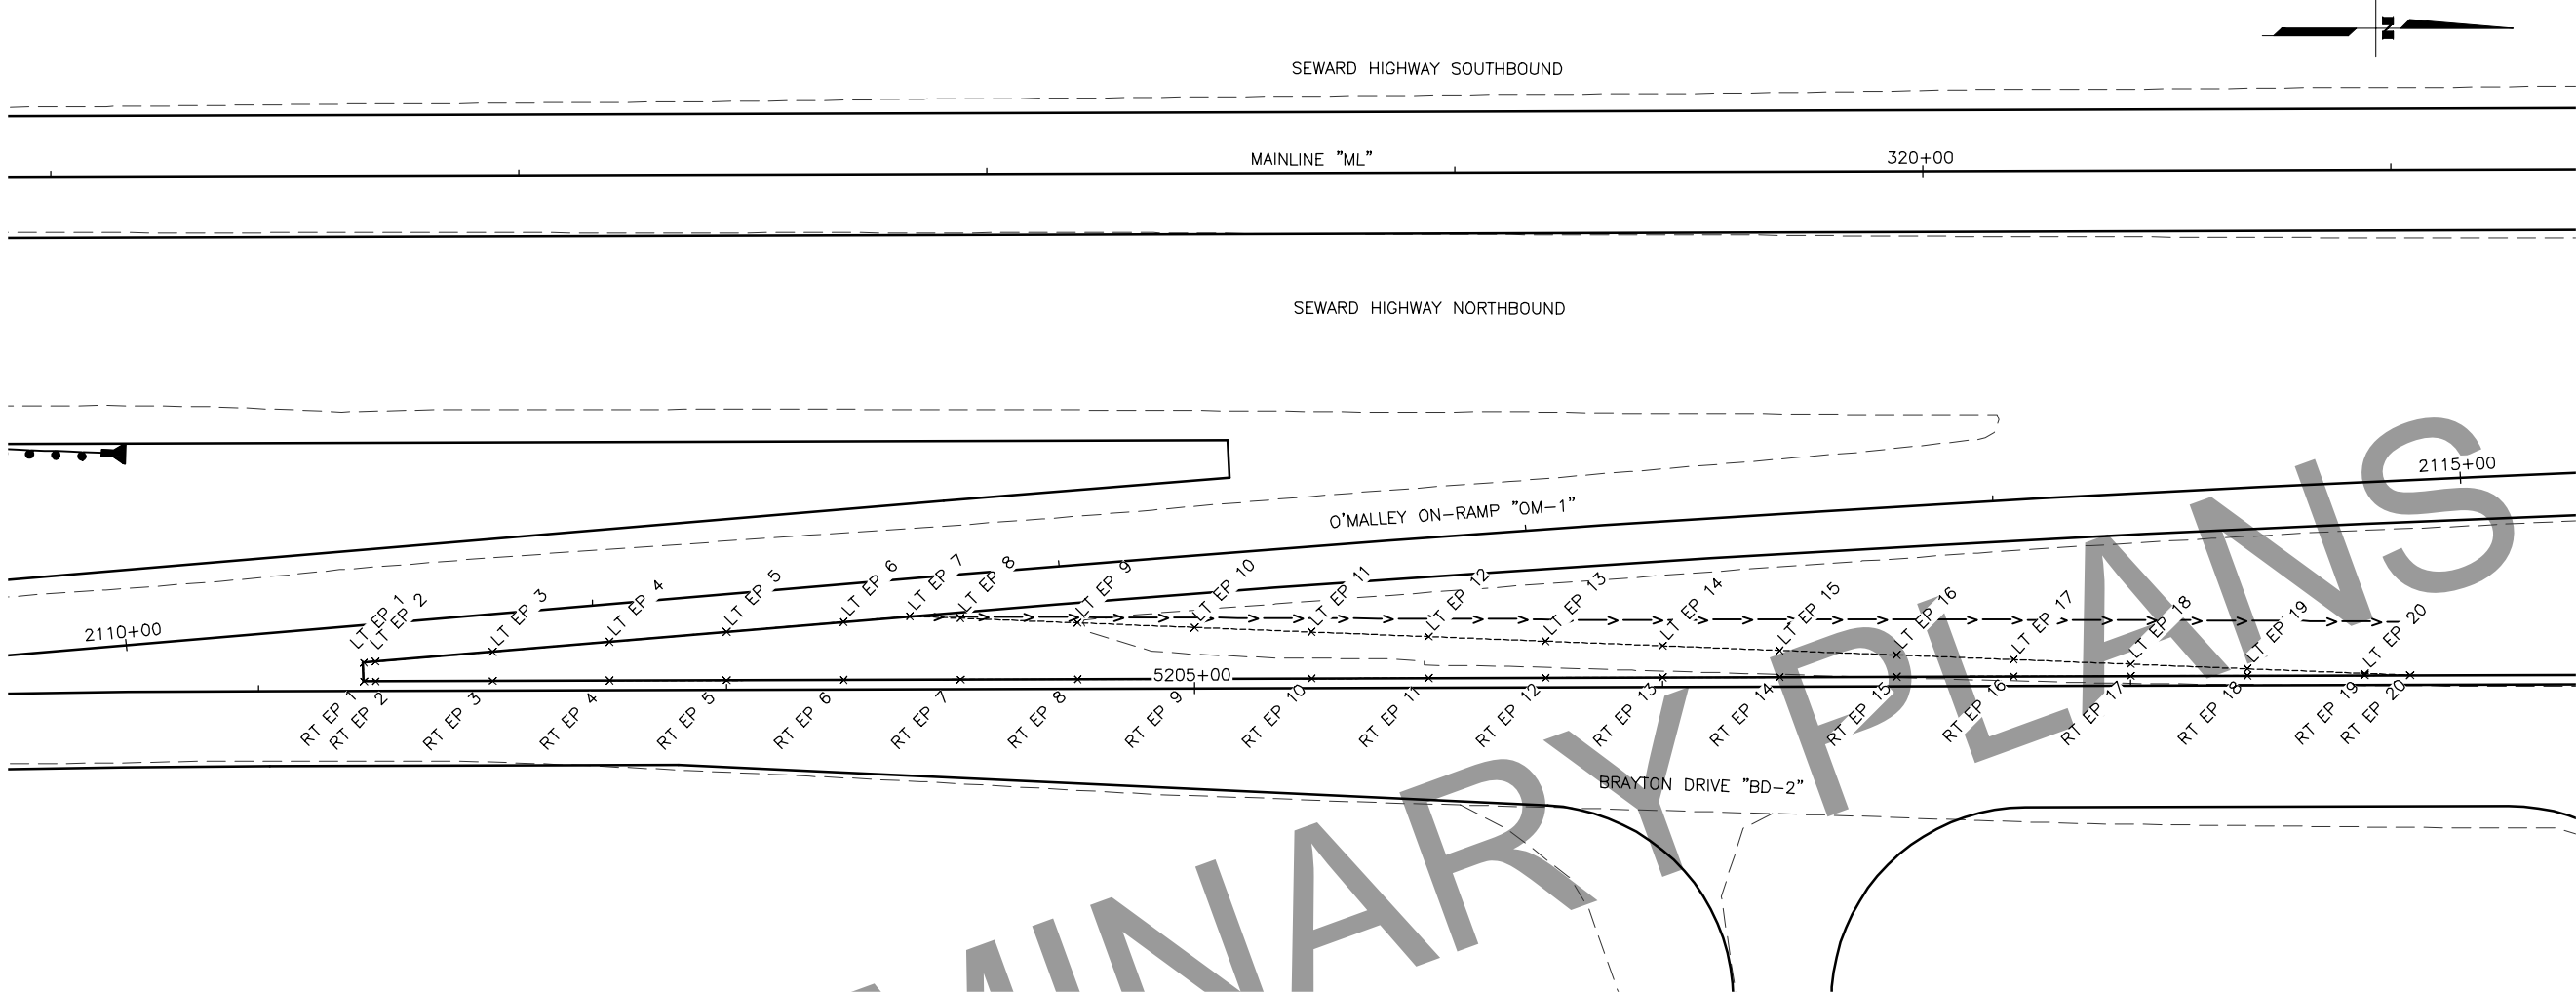 N
SEWARD HIGHWAY SOUTHBOUND
MAINLINE "ML"
320+00
SEWARD HIGHWAY NORTHBOUND
2115+00
O'MALLEY ON-RAMP "OM-1"
2110+00
LT EP 1
LT EP 2
LT EP 3
LT EP 4
LT EP 5
LT EP 6
LT EP 7
LT EP 8
LT EP 9
LT EP 10
LT EP 11
LT EP 12
LT EP 13
LT EP 14
LT EP 15
LT EP 16
LT EP 17
LT EP 18
LT EP 19
LT EP 20
5205+00
RT EP 1
RT EP 2
RT EP 3
RT EP 4
RT EP 5
RT EP 6
RT EP 7
RT EP 8
RT EP 9
RT EP 10
RT EP 11
RT EP 12
RT EP 13
RT EP 14
RT EP 15
RT EP 16
RT EP 17
RT EP 18
RT EP 19
RT EP 20
BRAYTON DRIVE "BD-2"
MINARY PLANS